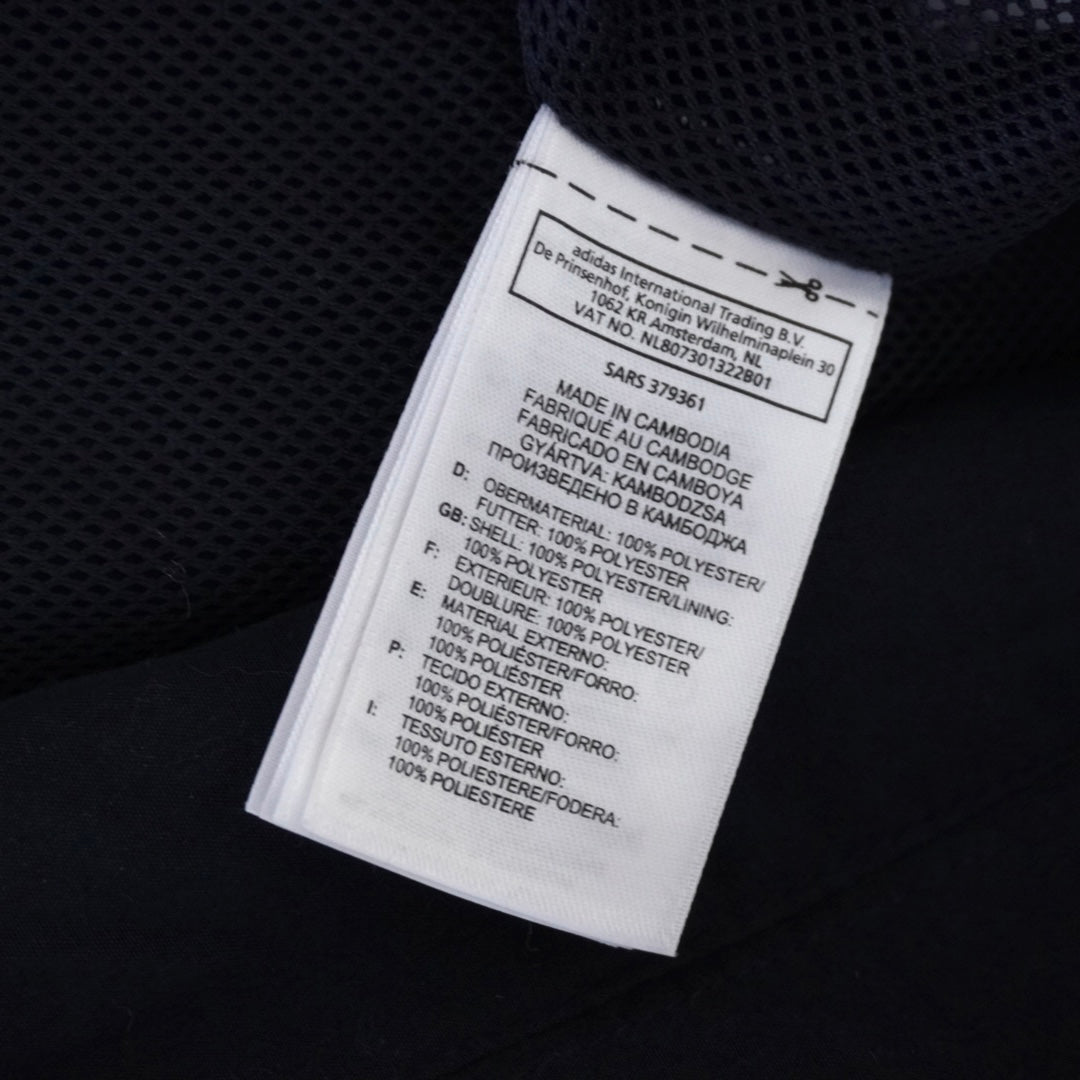 adidas International Trading B.V.
De Prinsenhof, Konigin Wilhelminaplein 30
1062 KR Amsterdam, NL
VAT NO. NL807301322B01
SARS 379361
MADE IN CAMBODIA
FABRIQUÉ AU CAMBODGE
FABRICADO EN CAMBOYA
GYÁRTVA: KAMBODZSA
ПРОИЗВЕДЕНО В КАМБОДЖА
D: OBERMATERIAL: 100% POLYESTER/
FUTTER: 100% POLYESTER
GB: SHELL: 100% POLYESTER/LINING:
100% POLYESTER
F: EXTERIEUR: 100% POLYESTER/
DOUBLURE: 100% POLYESTER
E: MATERIAL EXTERNO:
100% POLIÉSTER/FORRO:
100% POLIÉSTER
P: TECIDO EXTERNO:
100% POLIÉSTER/FORRO:
100% POLIÉSTER
I: TESSUTO ESTERNO:
100% POLIESTERE/FODERA:
100% POLIESTERE